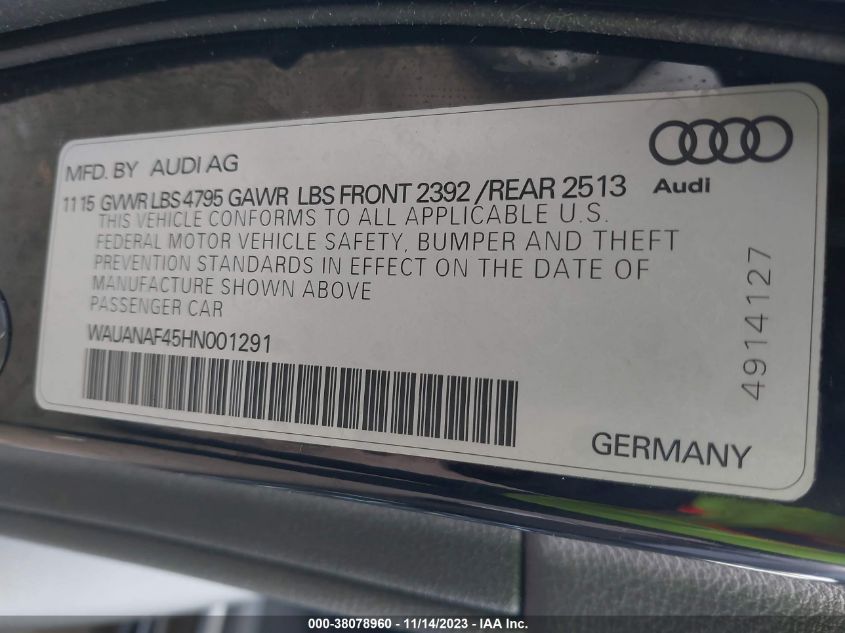 MFD. BY AUDI AG
1115 GVWR LBS 4795 GAWR LBS FRONT 2392 /REAR 2513
THIS VEHICLE CONFORMS TO ALL APPLICABLE U.S.
FEDERAL MOTOR VEHICLE SAFETY, BUMPER AND THEFT
PREVENTION STANDARDS IN EFFECT ON THE DATE OF
MANUFACTURE SHOWN ABOVE
PASSENGER CAR
WAUANAF45HN001291
Audi
4914127
GERMANY
000-38078960 - 11/14/2023 - IAA Inc.